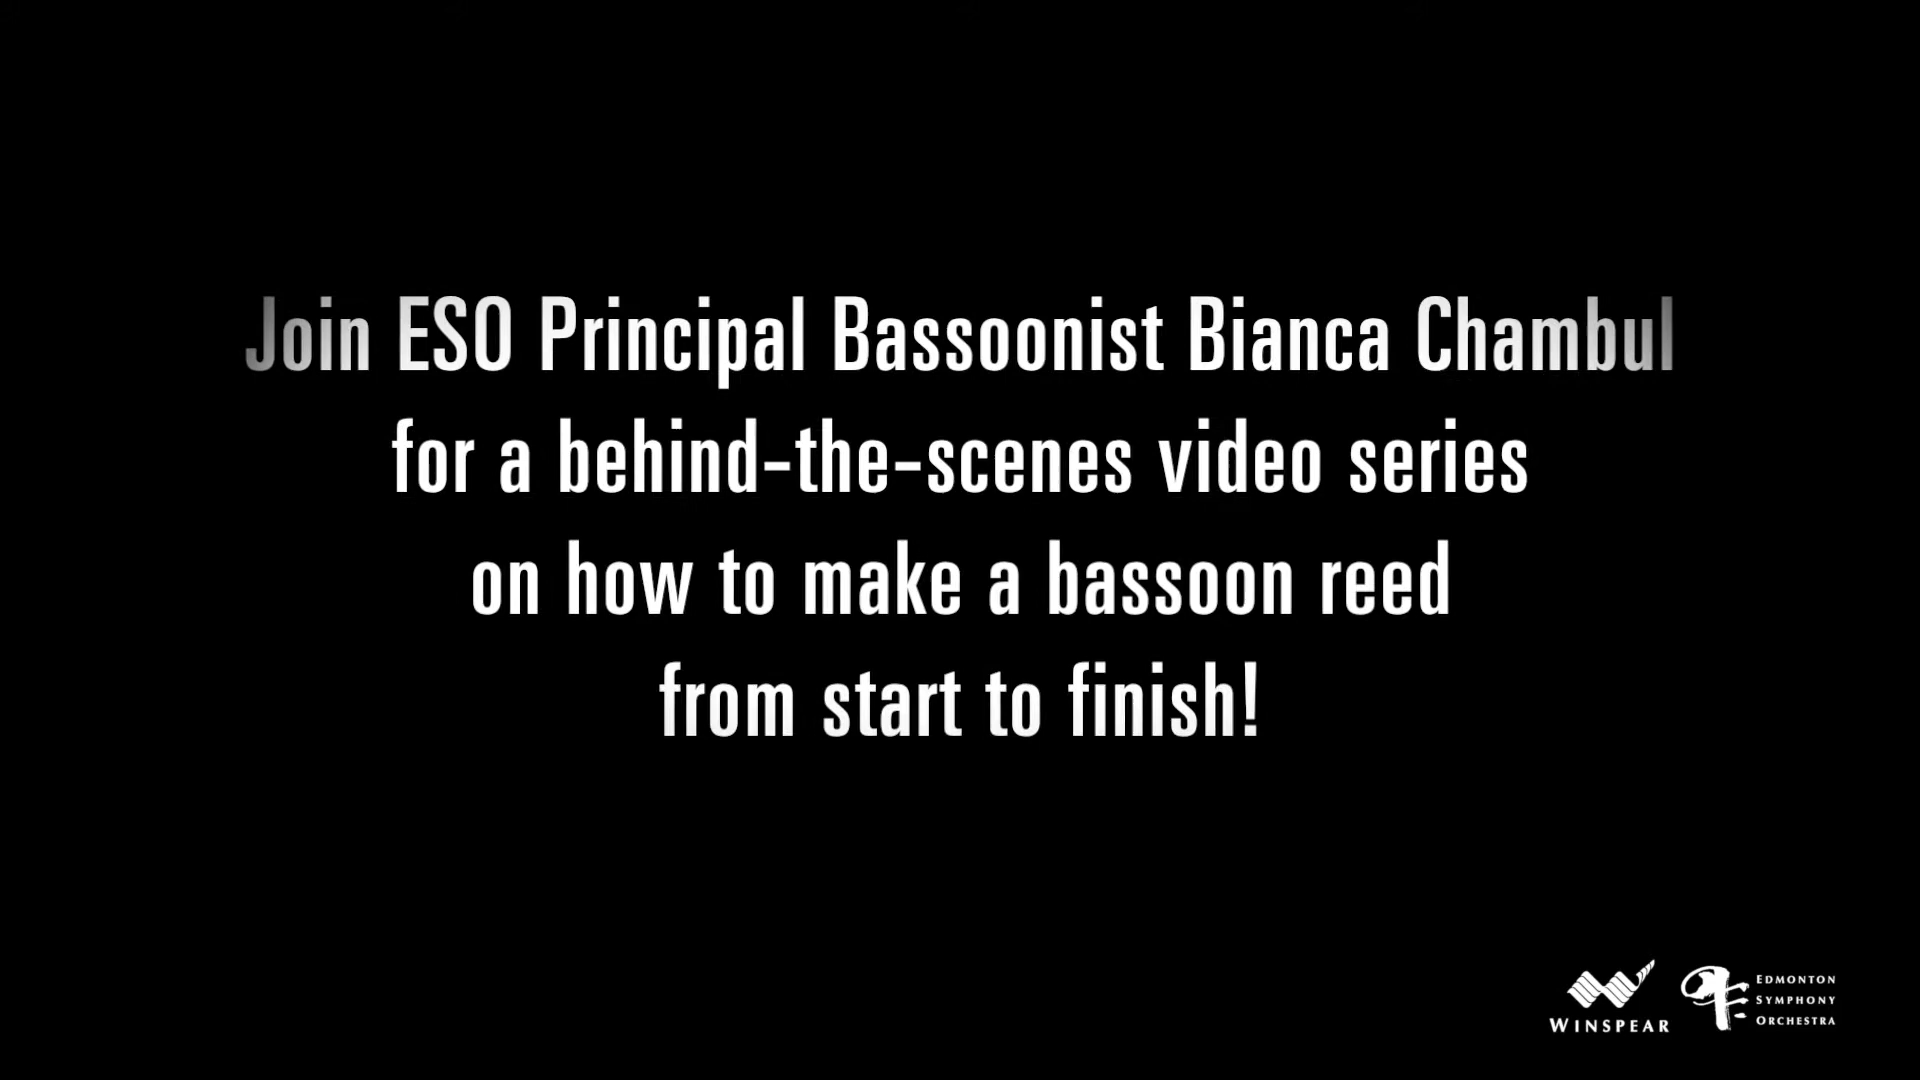 Join ESO Principal Bassoonist Bianca Chambul
for a behind-the-scenes video series
on how to make a bassoon reed
from start to finish!
WINSPEAR
EDMONTON
SYMPHONY
ORCHESTRA